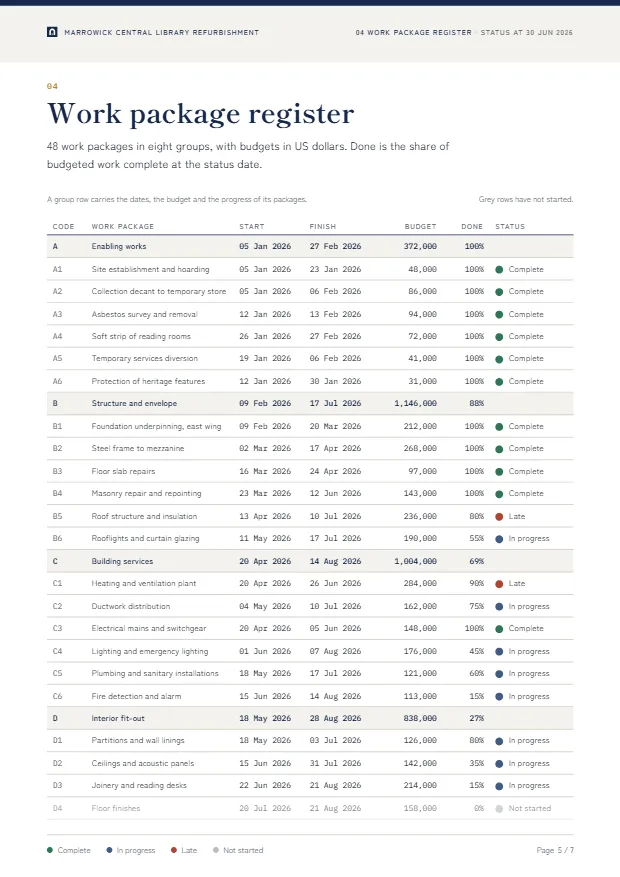 MARROWICK CENTRAL LIBRARY REFURBISHMENT
04 WORK PACKAGE REGISTER · STATUS AT 30 JUN 2026
04
Work package register
48 work packages in eight groups, with budgets in US dollars. Done is the share of
budgeted work complete at the status date.
A group row carries the dates, the budget and the progress of its packages.
Grey rows have not started.
CODE WORK PACKAGE START FINISH BUDGET DONE STATUS
A Enabling works 05 Jan 2026 27 Feb 2026 372,000 100%
A1 Site establishment and hoarding 05 Jan 2026 23 Jan 2026 48,000 100% Complete
A2 Collection decant to temporary store 05 Jan 2026 06 Feb 2026 86,000 100% Complete
A3 Asbestos survey and removal 12 Jan 2026 13 Feb 2026 94,000 100% Complete
A4 Soft strip of reading rooms 26 Jan 2026 27 Feb 2026 72,000 100% Complete
A5 Temporary services diversion 19 Jan 2026 06 Feb 2026 41,000 100% Complete
A6 Protection of heritage features 12 Jan 2026 30 Jan 2026 31,000 100% Complete
B Structure and envelope 09 Feb 2026 17 Jul 2026 1,146,000 88%
B1 Foundation underpinning, east wing 09 Feb 2026 20 Mar 2026 212,000 100% Complete
B2 Steel frame to mezzanine 02 Mar 2026 17 Apr 2026 268,000 100% Complete
B3 Floor slab repairs 16 Mar 2026 24 Apr 2026 97,000 100% Complete
B4 Masonry repair and repointing 23 Mar 2026 12 Jun 2026 143,000 100% Complete
B5 Roof structure and insulation 13 Apr 2026 10 Jul 2026 236,000 80% Late
B6 Rooflights and curtain glazing 11 May 2026 17 Jul 2026 190,000 55% In progress
C Building services 20 Apr 2026 14 Aug 2026 1,004,000 69%
C1 Heating and ventilation plant 20 Apr 2026 26 Jun 2026 284,000 90% Late
C2 Ductwork distribution 04 May 2026 10 Jul 2026 162,000 75% In progress
C3 Electrical mains and switchgear 20 Apr 2026 05 Jun 2026 148,000 100% Complete
C4 Lighting and emergency lighting 01 Jun 2026 07 Aug 2026 176,000 45% In progress
C5 Plumbing and sanitary installations 18 May 2026 17 Jul 2026 121,000 60% In progress
C6 Fire detection and alarm 15 Jun 2026 14 Aug 2026 113,000 15% In progress
D Interior fit-out 18 May 2026 28 Aug 2026 838,000 27%
D1 Partitions and wall linings 18 May 2026 03 Jul 2026 126,000 80% In progress
D2 Ceilings and acoustic panels 15 Jun 2026 31 Jul 2026 142,000 35% In progress
D3 Joinery and reading desks 22 Jun 2026 21 Aug 2026 214,000 15% In progress
D4 Floor finishes 20 Jul 2026 21 Aug 2026 158,000 0% Not started
Complete In progress Late Not started
Page 5 / 7